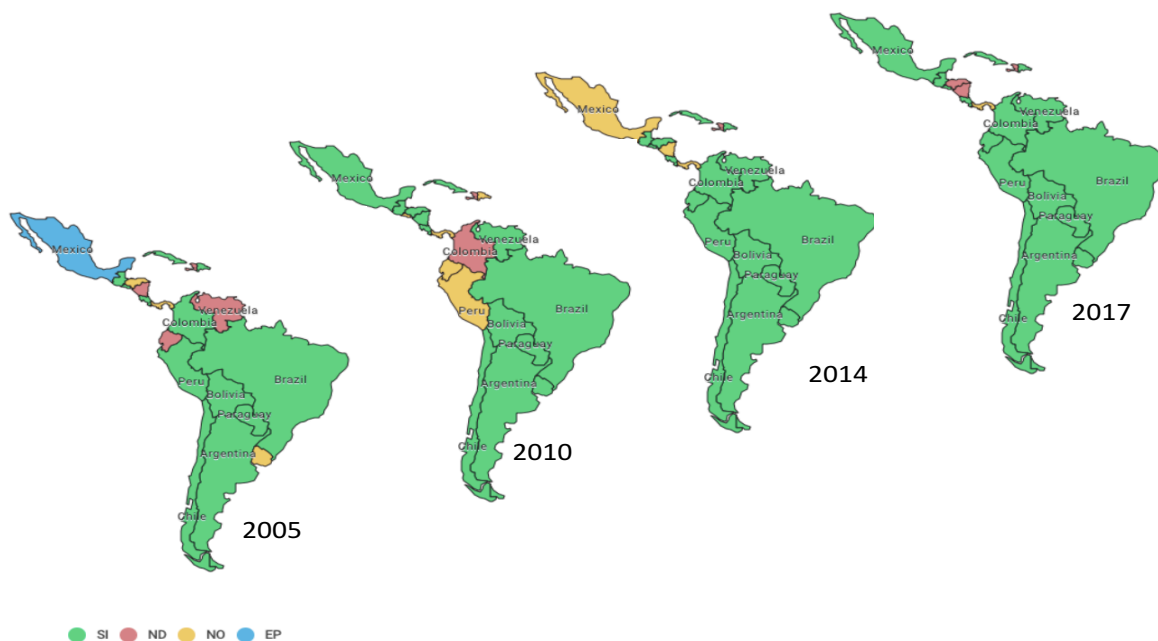 Mexico
Venezuela
Colombia
Peru
Brazil
Bolivia
Paraguay
Argentina
Chile
2005
Mexico
Venezuela
Colombia
Peru
Brazil
Bolivia
Paraguay
Argentina
Chile
2010
Mexico
Venezuela
Colombia
Peru
Brazil
Bolivia
Paraguay
Argentina
Chile
2014
Mexico
Venezuela
Colombia
Peru
Brazil
Bolivia
Paraguay
Argentina
Chile
2017
SI ND NO EP